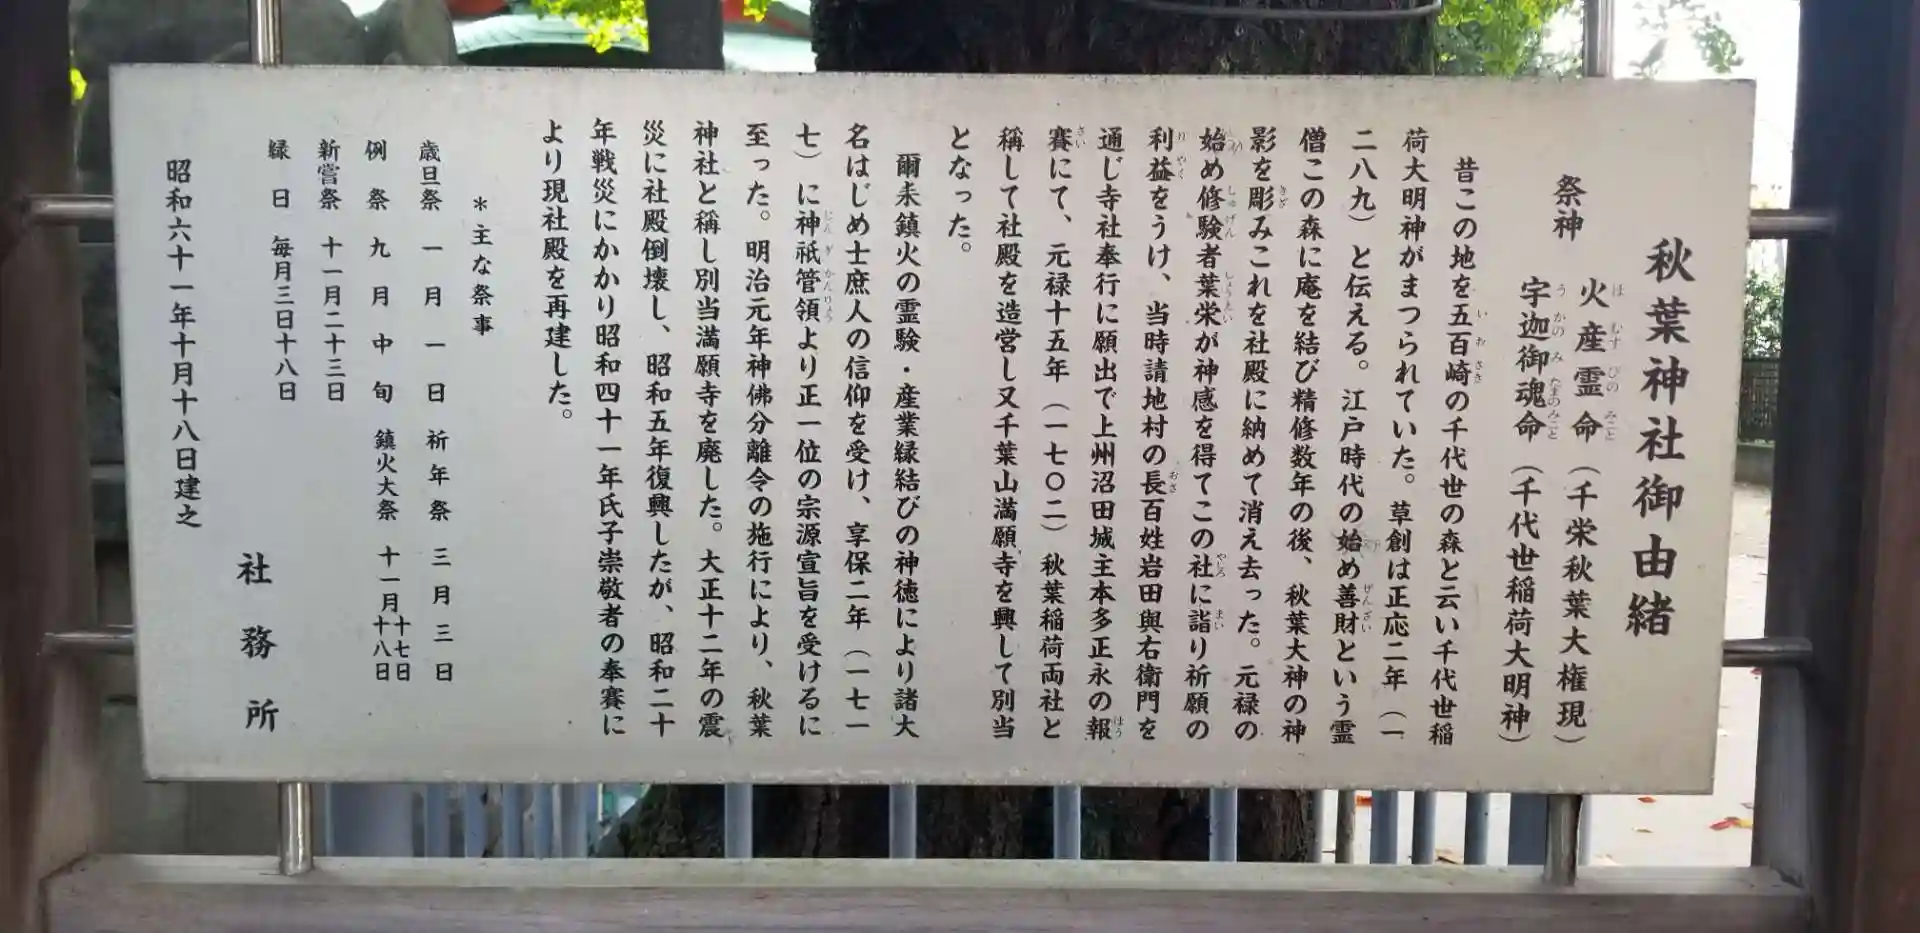 秋葉神社御由緒
祭神
火産霊命（千栄秋葉大権現）
宇迦御魂命（千代世稲荷大明神）
昔この地を五百崎の千代世の森と云い千代世稲
荷大明神がまつられていた。草創は正応二年（一
二八九）と伝える。江戸時代の始め善財という霊
僧この森に庵を結び精修数年の後、秋葉大神の神
影を彫みこれを社殿に納めて消え去った。元禄の
始め修験者葉栄が神感を得てこの社に詣り祈願の
利益をうけ、当時請地村の長百姓岩田與右衛門を
通じ寺社奉行に願出で上州沼田城主本多正永の報
賽にて、元禄十五年（一七〇二）秋葉稲荷両社と
稱して社殿を造営し又千葉山満願寺を興して別当
となった。
爾来鎮火の霊験・産業縁結びの神徳により諸大
名はじめ士庶人の信仰を受け、享保二年（一七一
七）に神祇管領より正一位の宗源宣旨を受けるに
至った。明治元年神佛分離令の施行により、秋葉
神社と稱し別当満願寺を廃した。大正十二年の震
災に社殿倒壊し、昭和五年復興したが、昭和二十
年戦災にかかり昭和四十一年氏子崇敬者の奉賽に
より現社殿を再建した。
＊主な祭事
歳旦祭 一月一日 祈年祭 三月三日
例祭 九月中旬 鎮火大祭 十一月十七日十八日
新嘗祭 十一月二十三日
縁日 毎月三日十八日
昭和六十一年十月十八日建之
社務所